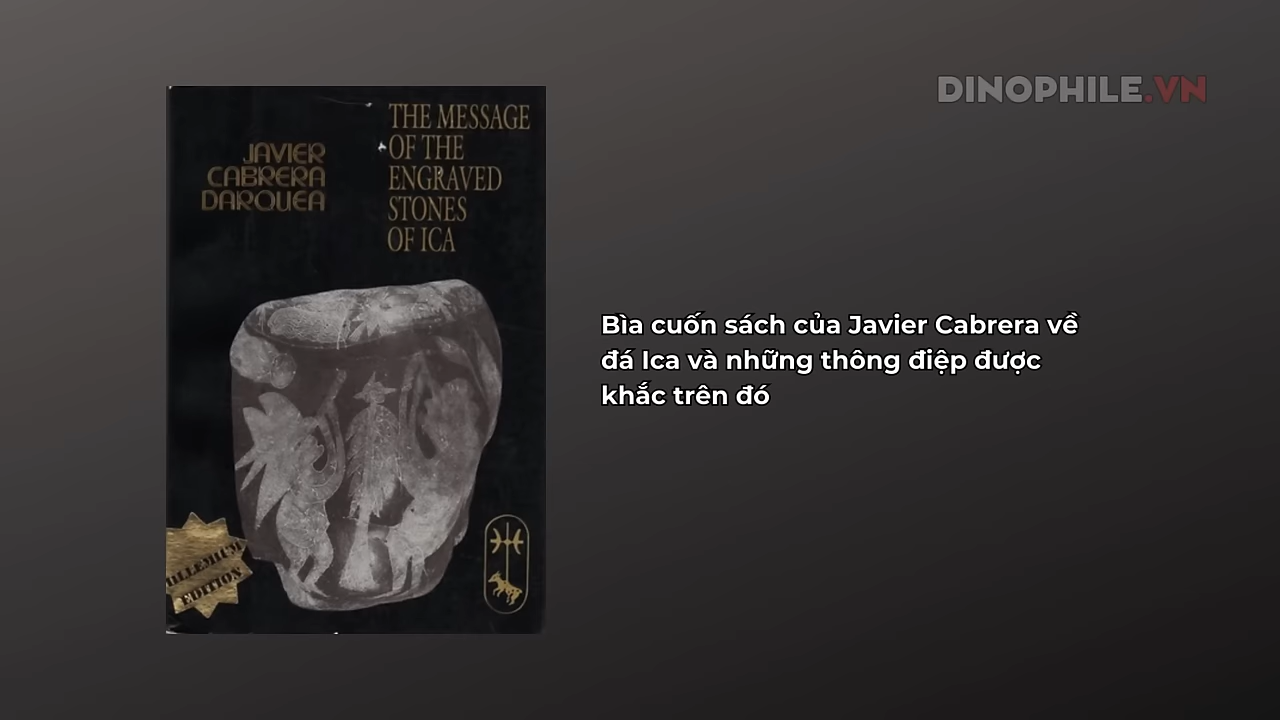 DINOPHILE.VN
JAVIER
CABRERA
DARQUEA
THE MESSAGE
OF THE
ENGRAVED
STONES
OF ICA
EDITION
Bìa cuốn sách của Javier Cabrera về
đá Ica và những thông điệp được
khắc trên đó